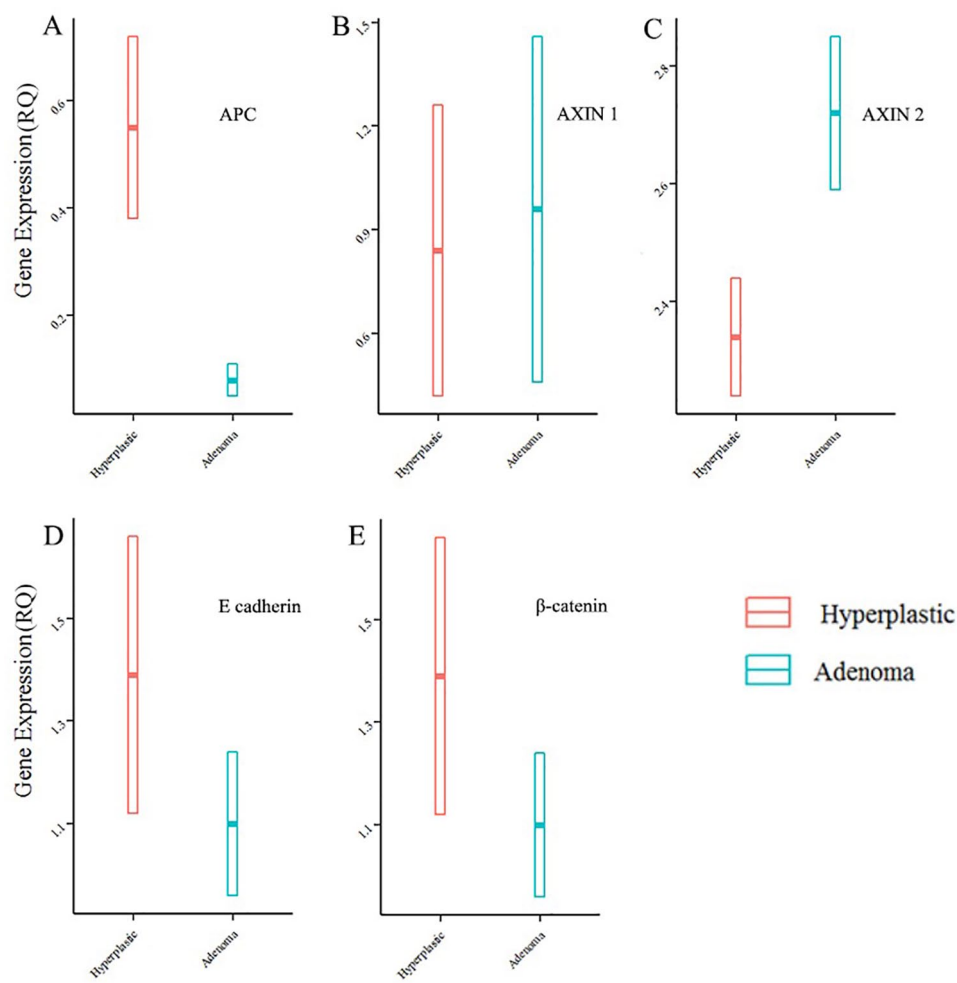 A
Gene Expression(RQ)
0.6
0.4
0.2
APC
Hyperplastic
Adenoma
B
1.5
1.2
0.9
0.6
AXIN 1
Hyperplastic
Adenoma
C
2.8
2.6
2.4
AXIN 2
Hyperplastic
Adenoma
D
Gene Expression(RQ)
1.5
1.3
1.1
E cadherin
Hyperplastic
Adenoma
E
1.5
1.3
1.1
β-catenin
Hyperplastic
Adenoma
Hyperplastic
Adenoma